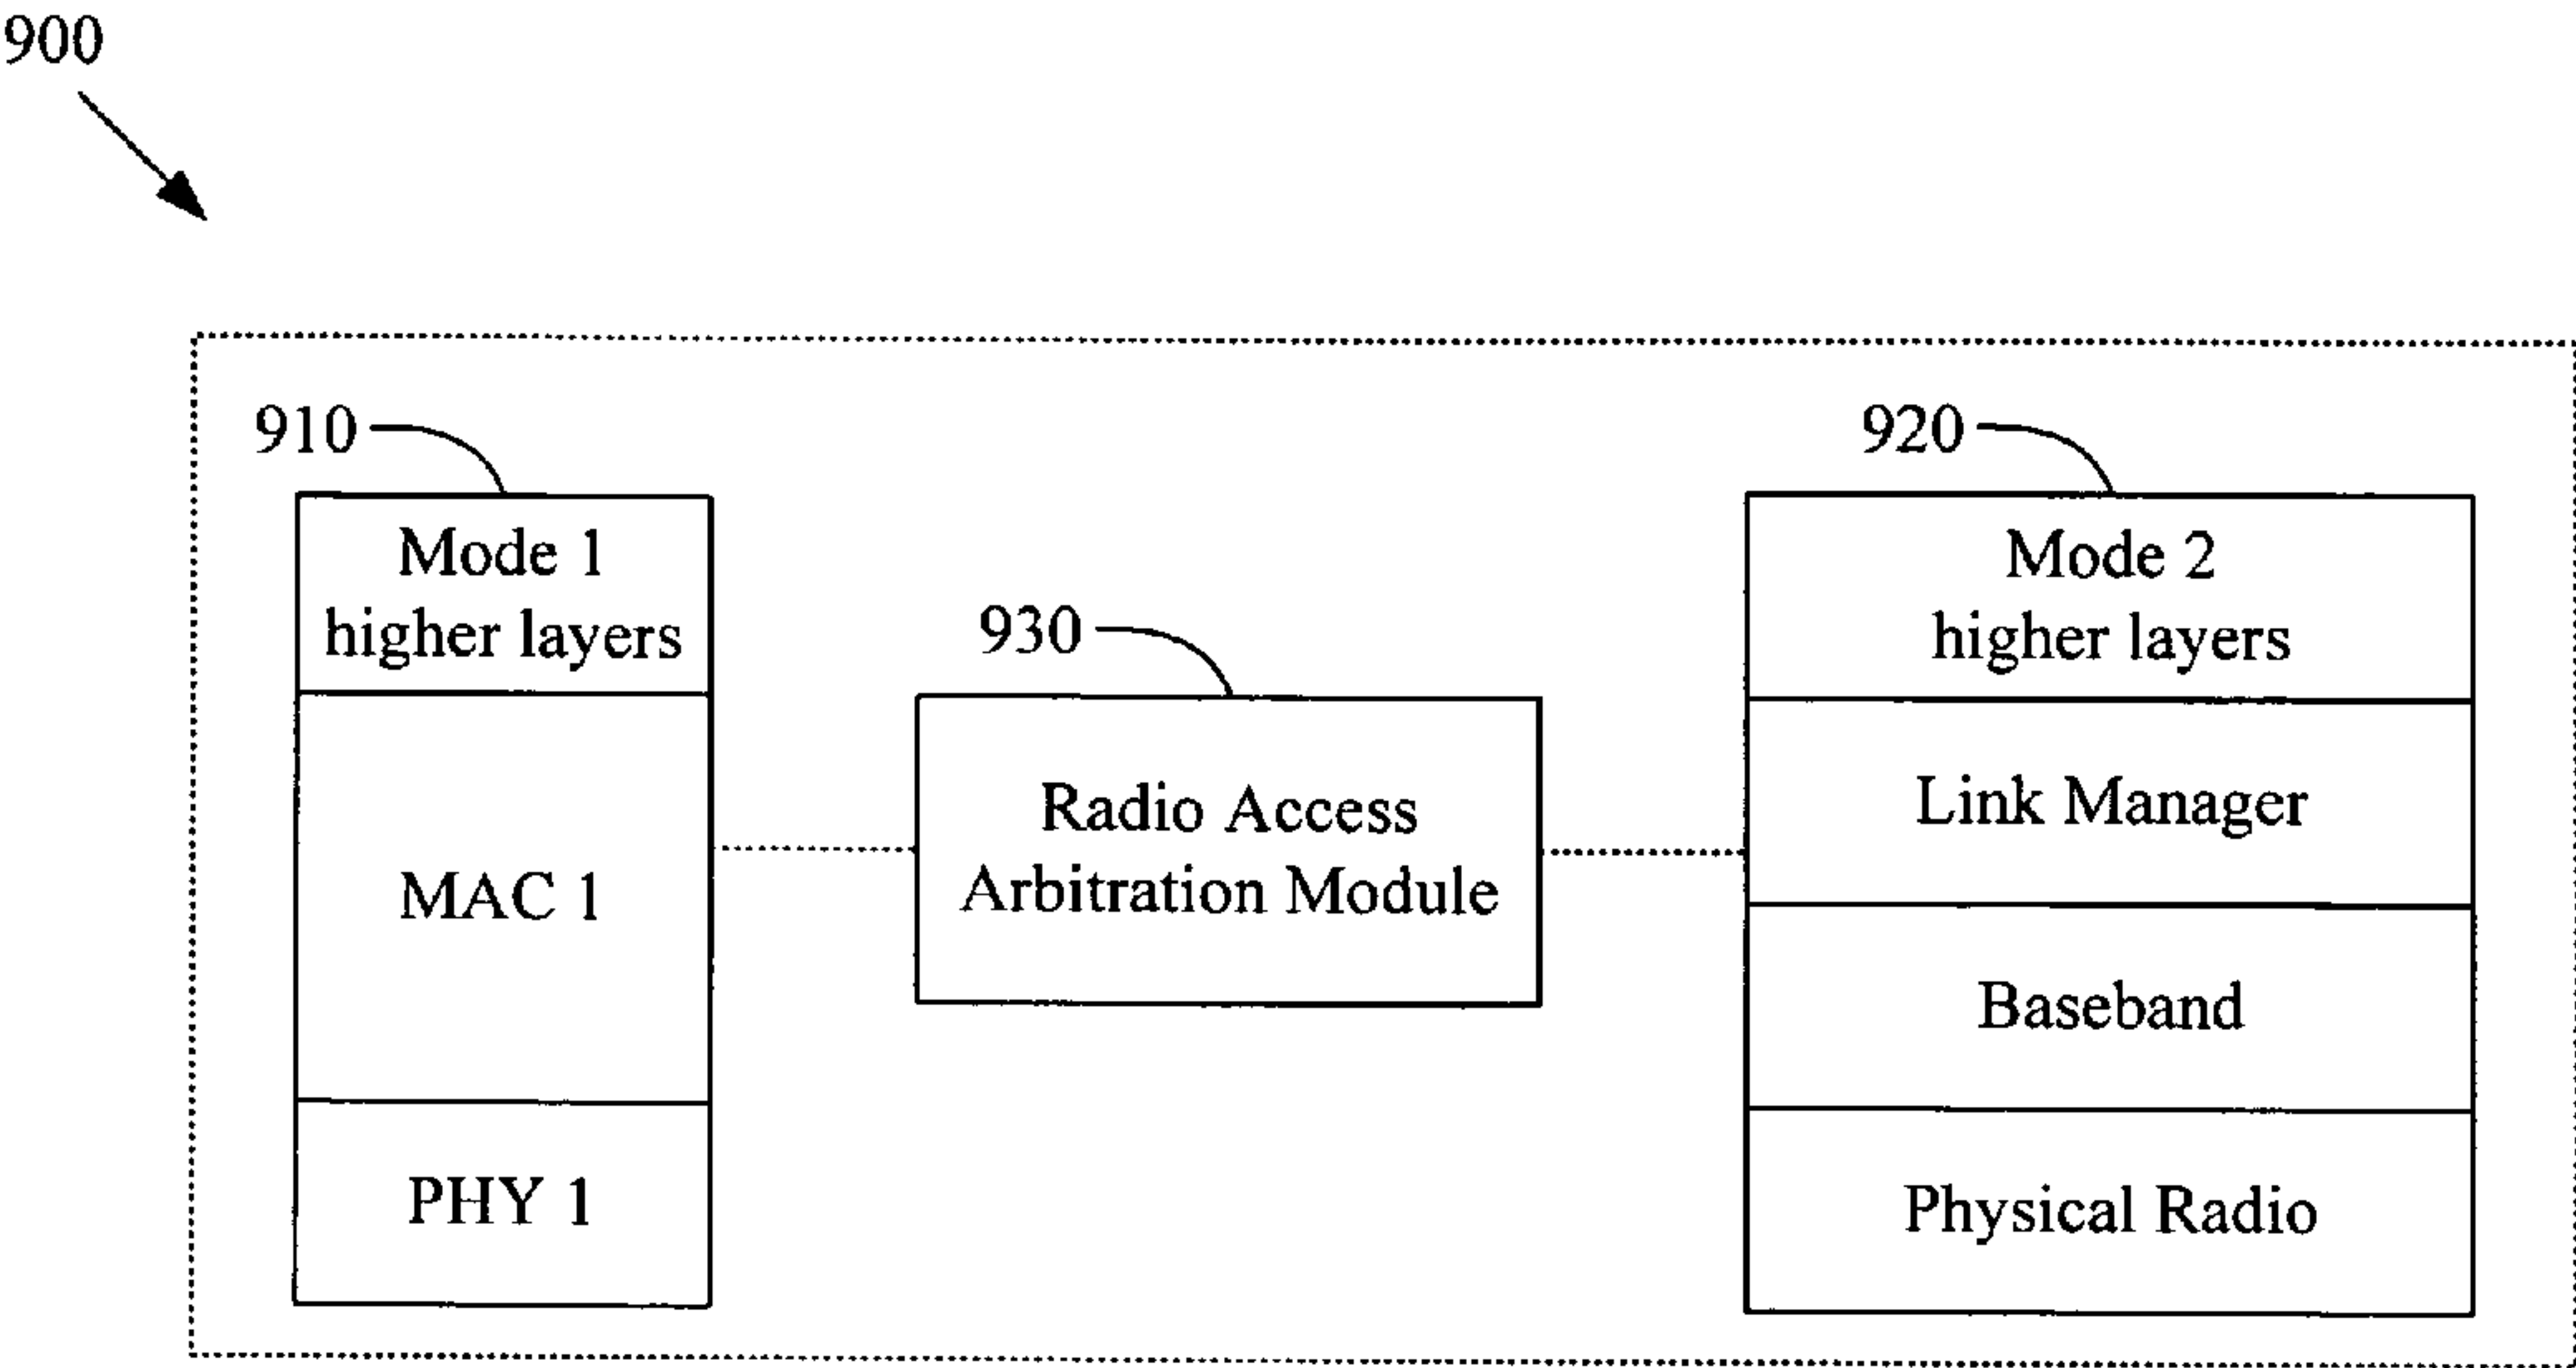 900
910
Mode 1
higher layers
MAC 1
PHY 1
930
Radio Access
Arbitration Module
920
Mode 2
higher layers
Link Manager
Baseband
Physical Radio